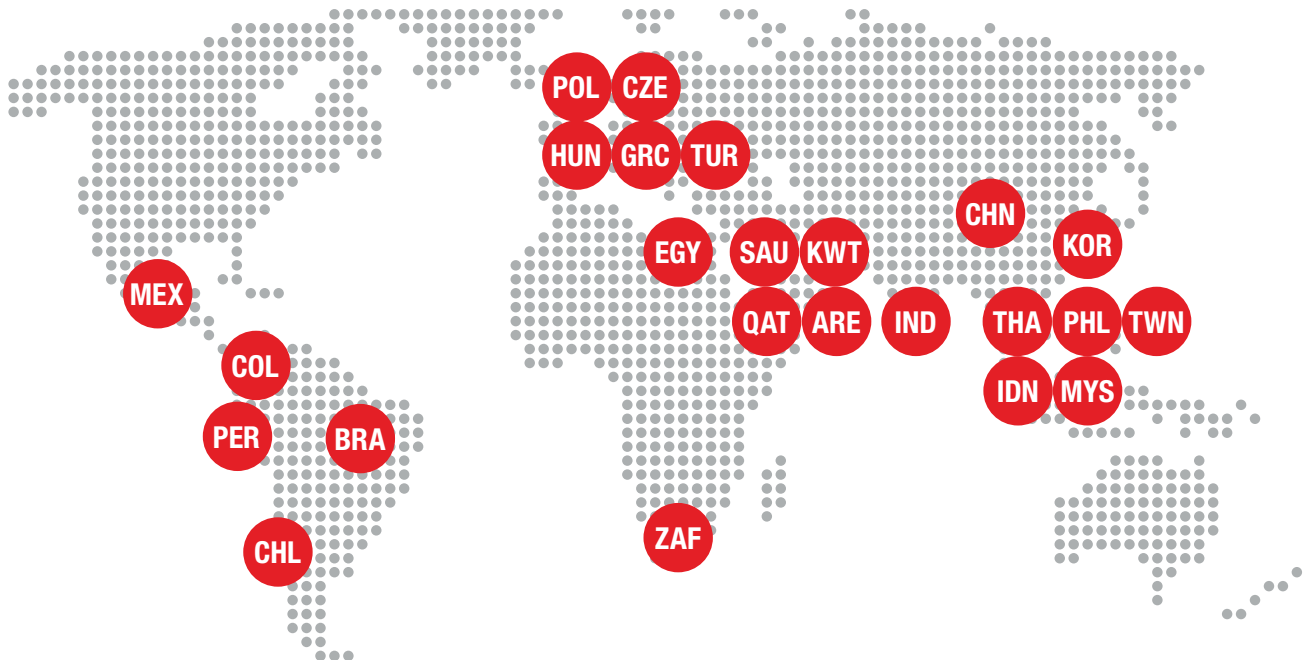 POL CZE
HUN GRC TUR
CHN
KOR
EGY SAU KWT
MEX
QAT ARE IND THA PHL TWN
COL
IDN MYS
PER BRA
ZAF
CHL